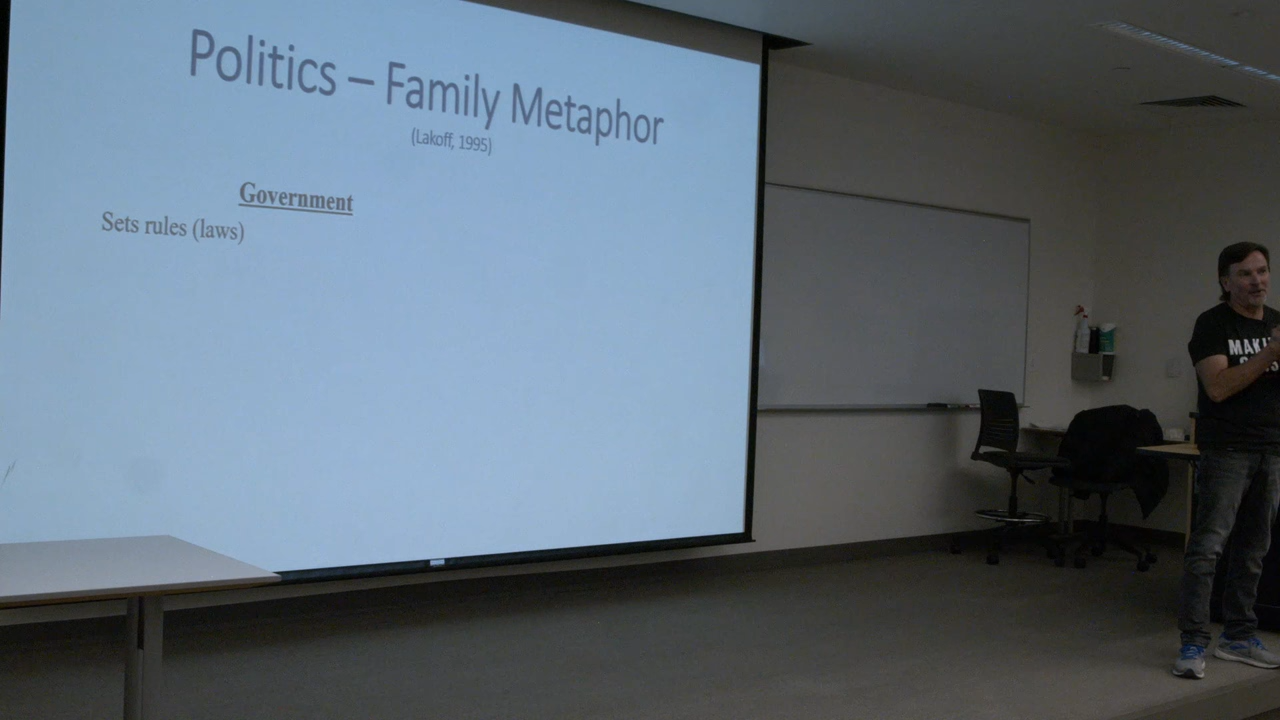 Politics – Family Metaphor
(Lakoff, 1995)
Government
Sets rules (laws)